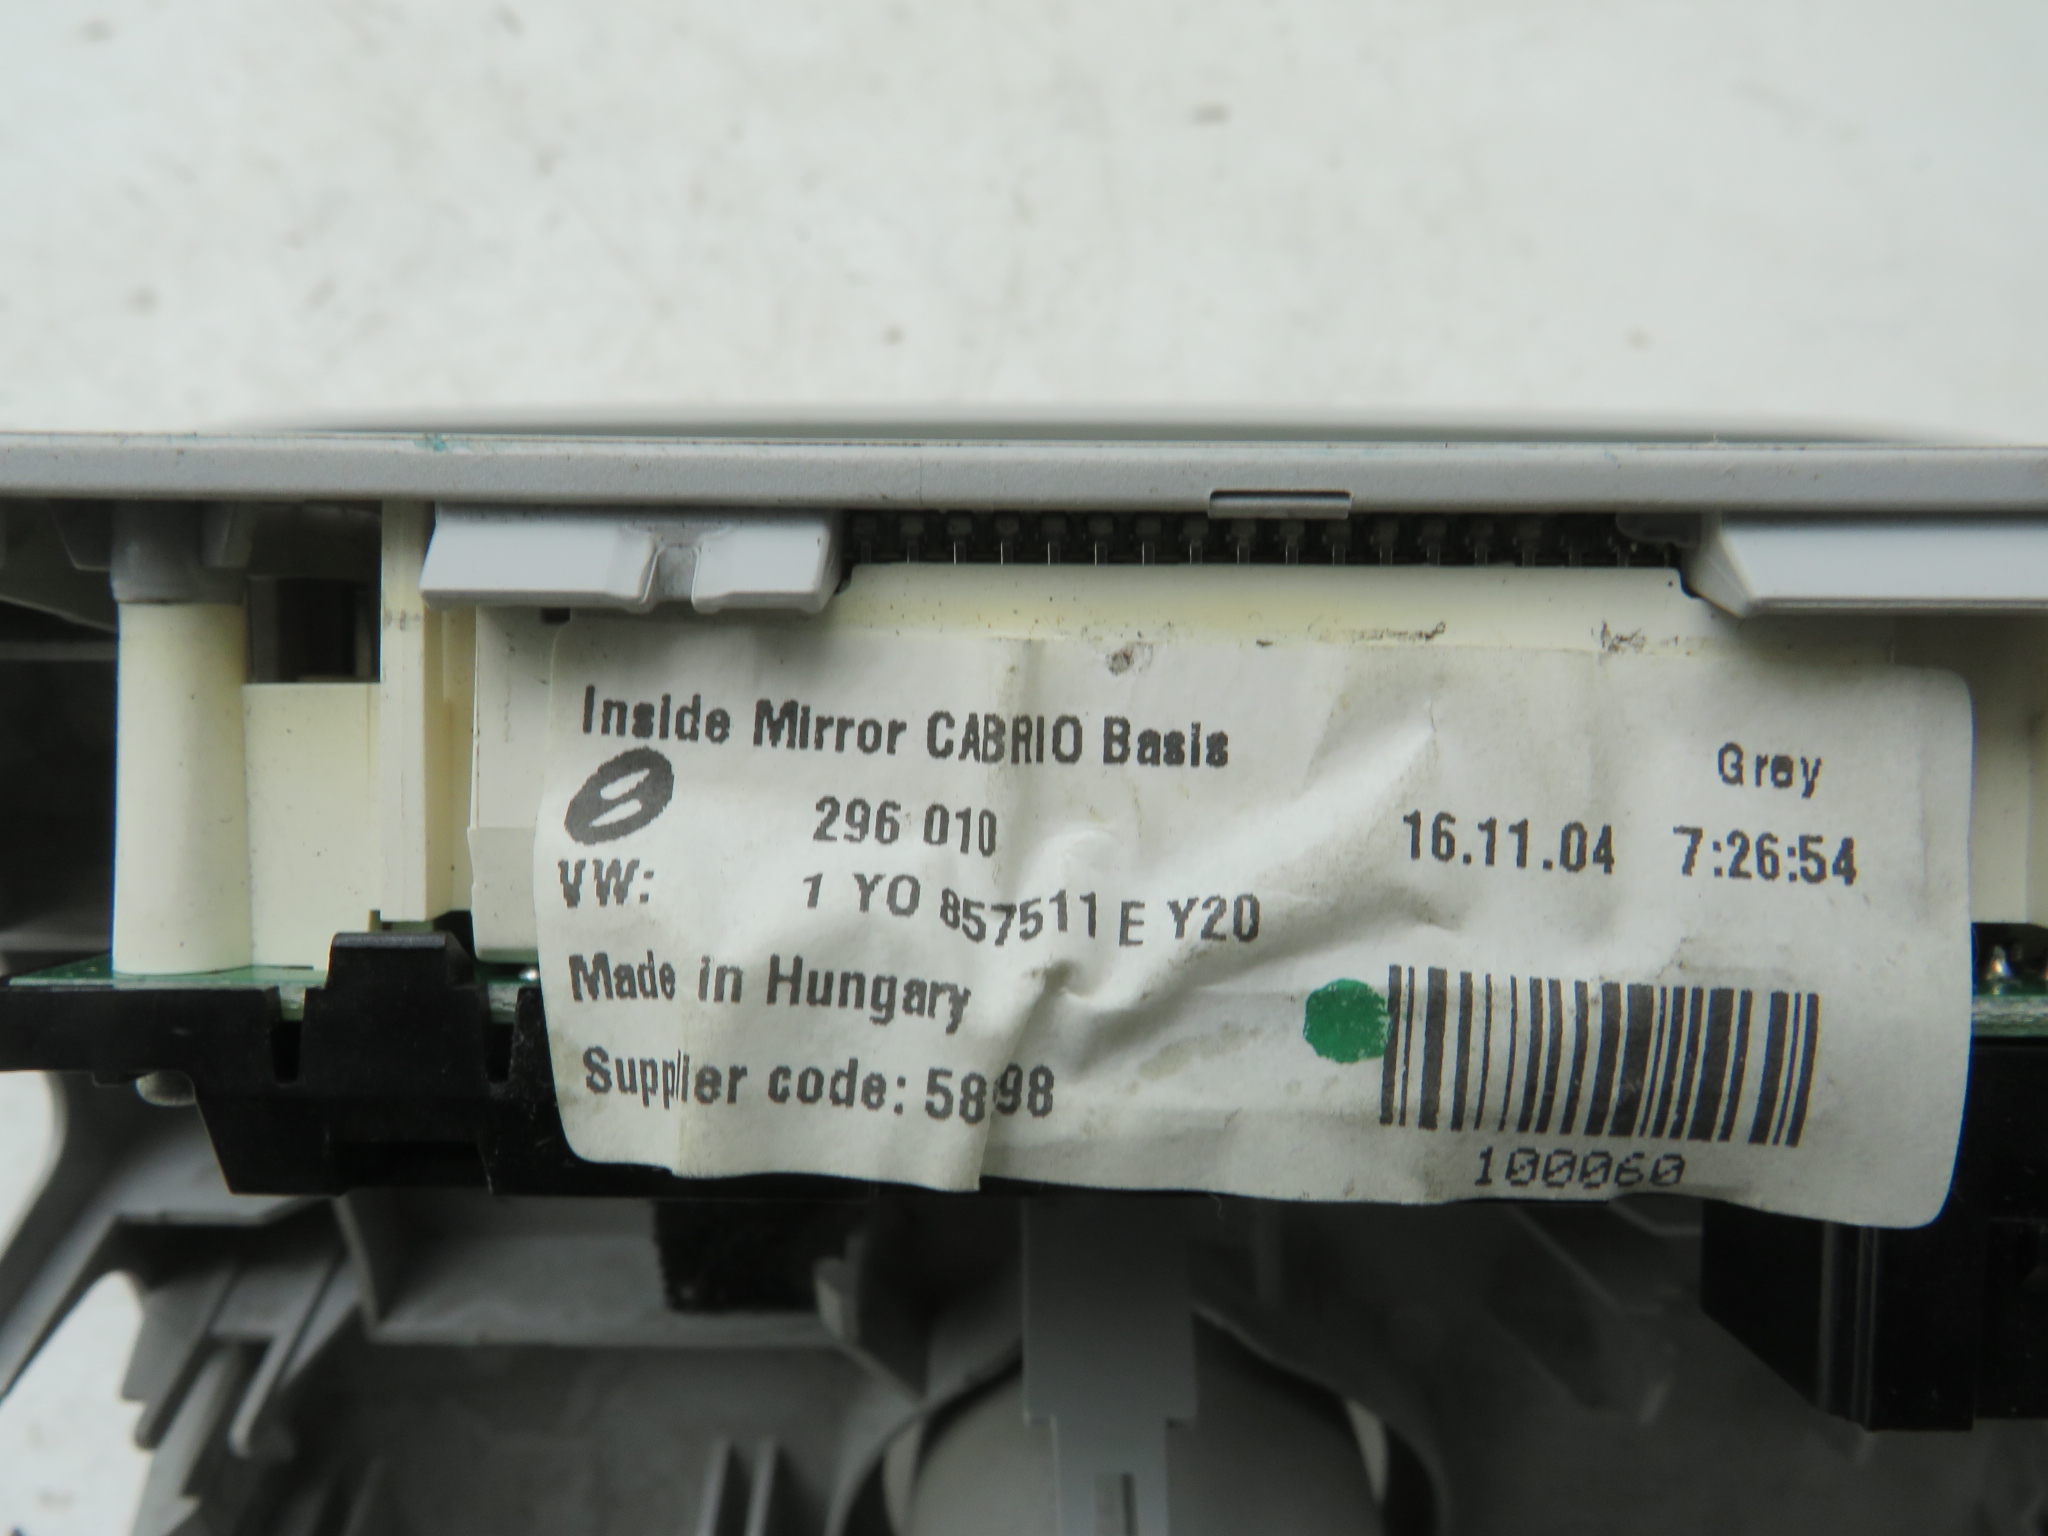 Inside Mirror CABRIO Basis
Grey
296 010
16.11.04 7:26:54
VW: 1 YO 857511 E Y20
Made in Hungary
Supplier code: 5898
100060